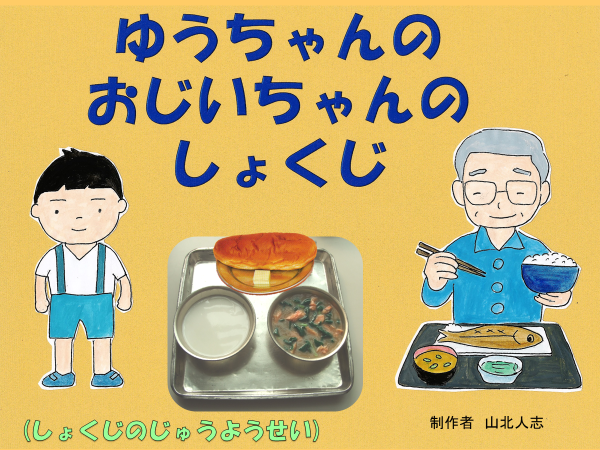 ゆうちゃんの
おじいちゃんの
しょくじ
(しょくじのじゅうようせい)
制作者 山北人志